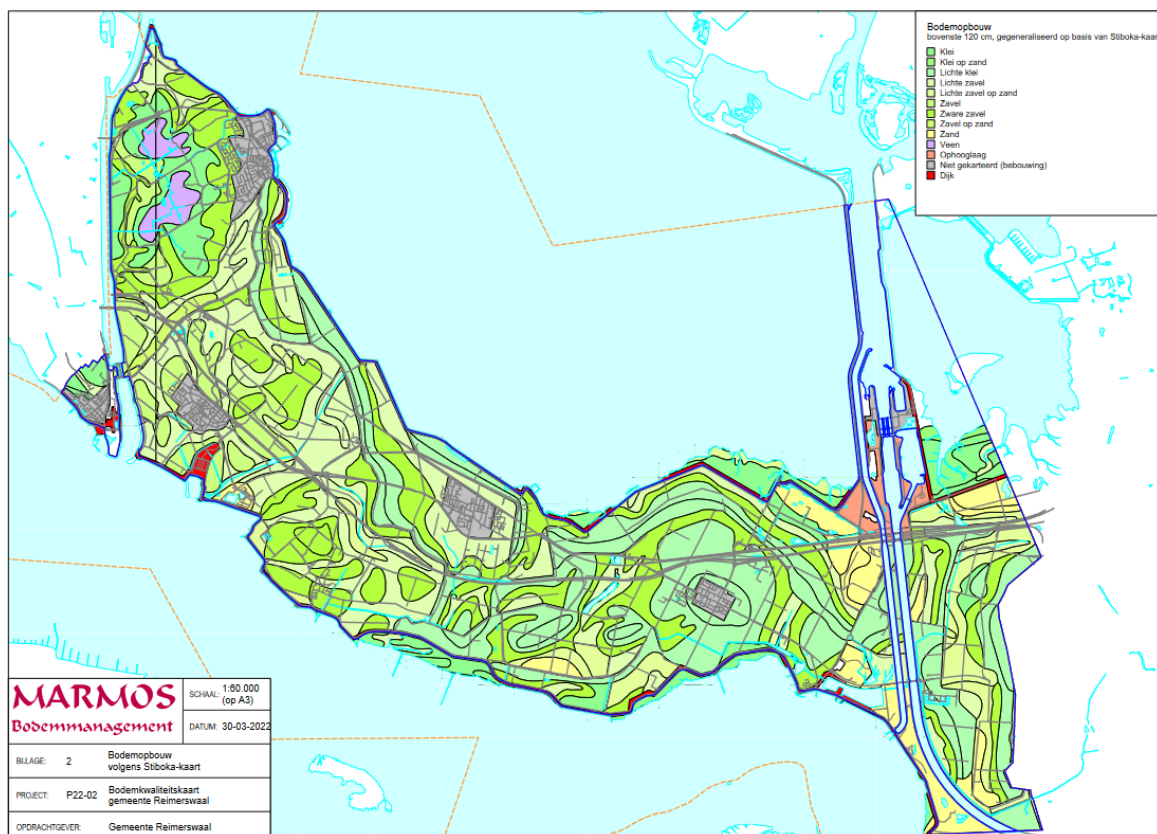 Bodemopbouw
bovenste 120 cm, gegeneraliseerd op basis van Stiboka-kaart
Klei
Klei op zand
Lichte klei
Lichte zavel
Lichte zavel op zand
Zavel
Zware zavel
Zavel op zand
Zand
Veen
Ophooglaag
Niet gekarteerd (bebouwing)
Dijk
MARMOS
Bodemmanagement
SCHAAL: 1:60.000
(op A3)
DATUM: 30-03-2022
BIJLAGE: 2 Bodemopbouw
volgens Stiboka-kaart
PROJECT: P22-02 Bodemkwaliteitskaart
gemeente Reimerswaal
OPDRACHTGEVER: Gemeente Reimerswaal